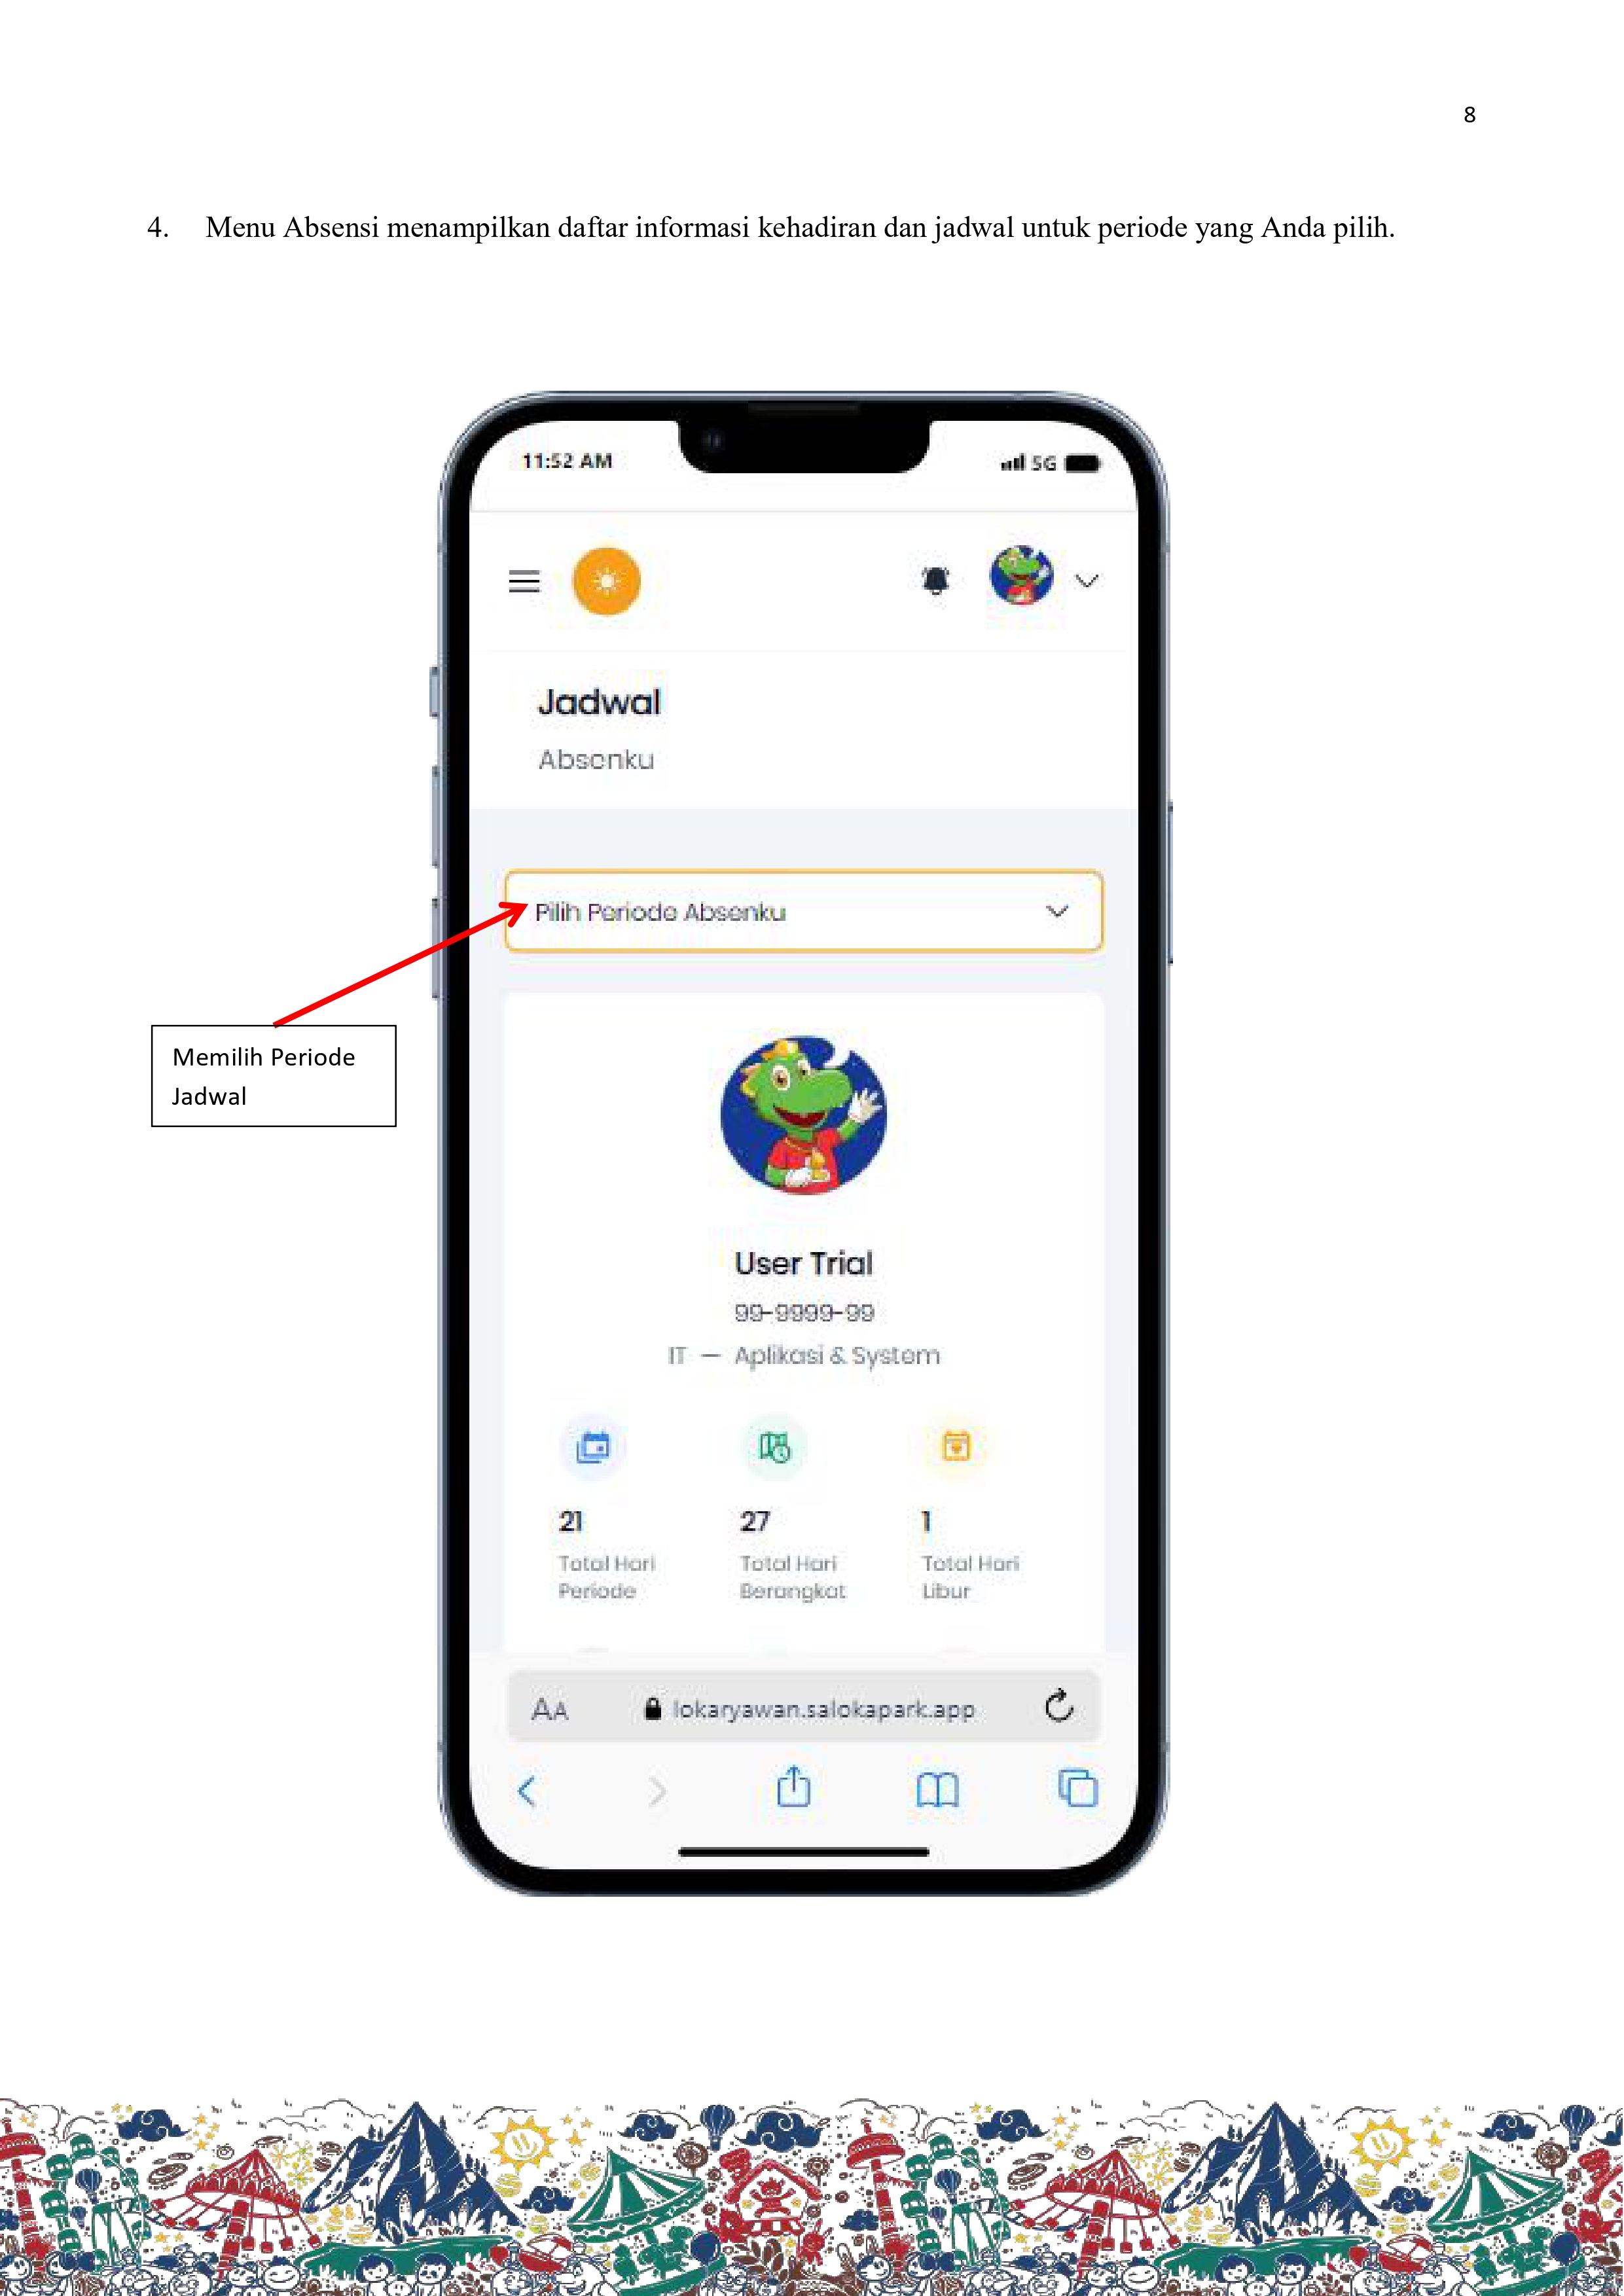 8
4. Menu Absensi menampilkan daftar informasi kehadiran dan jadwal untuk periode yang Anda pilih.
11:52 AM
5G
Jadwal
Absenku
Pilih Periode Absenku
Memilih Periode
Jadwal
User Trial
99-9999-99
IT — Aplikasi & System
21 27 1
Total Hari Total Hari Total Hari
Periode Berangkat Libur
AA lokaryawan.salokapark.app